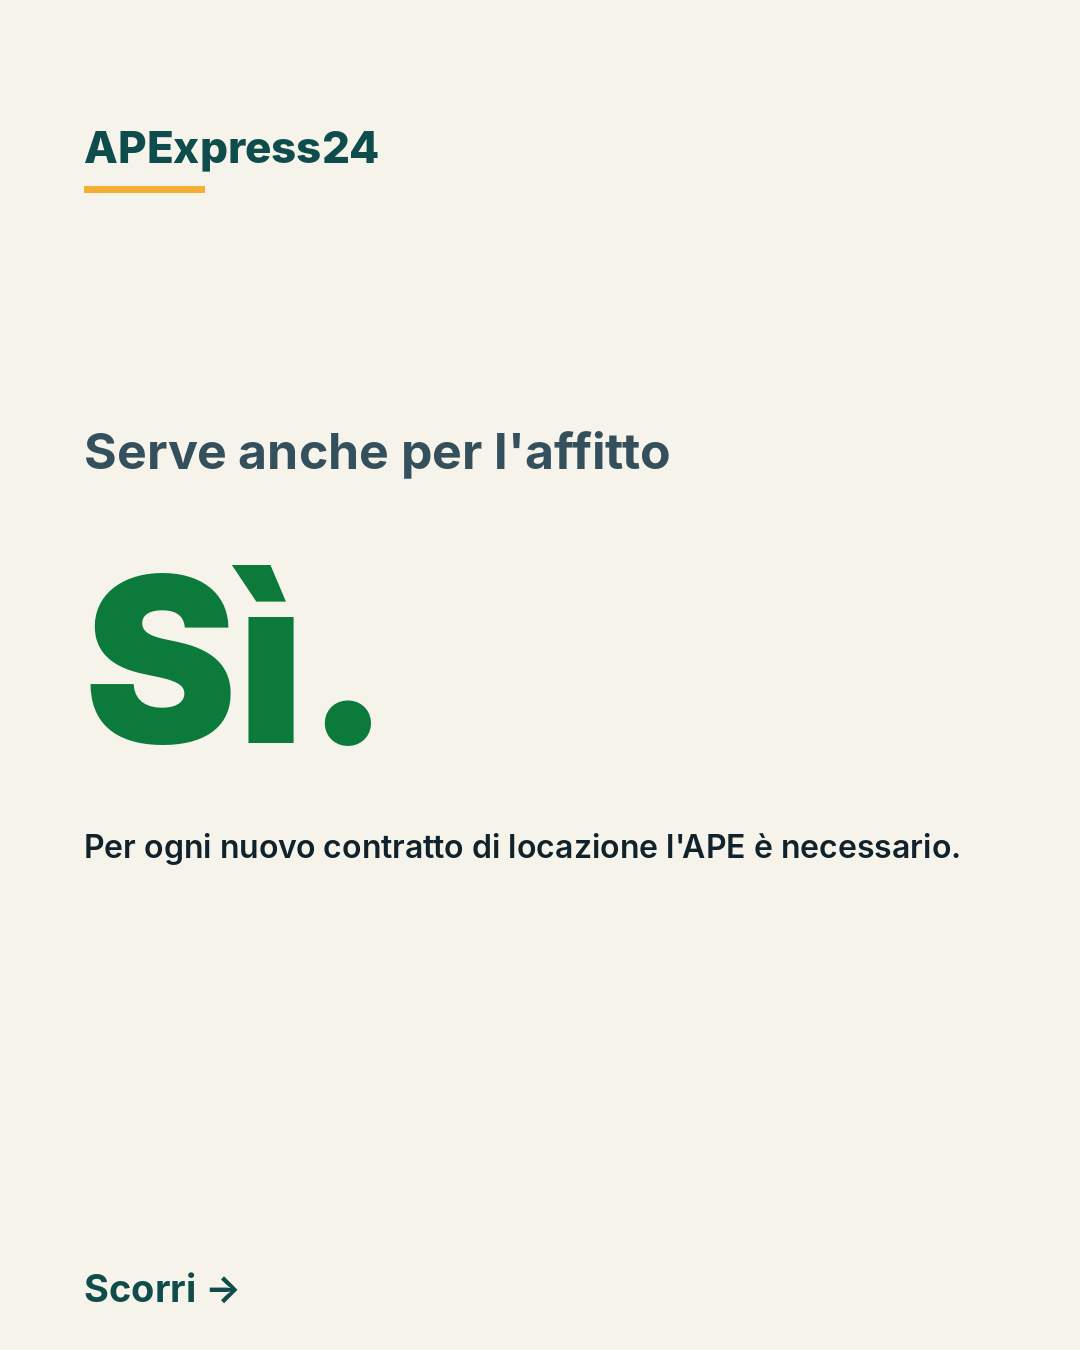 APExpress24
Serve anche per l'affitto
Sì.
Per ogni nuovo contratto di locazione l'APE è necessario.
Scorri →